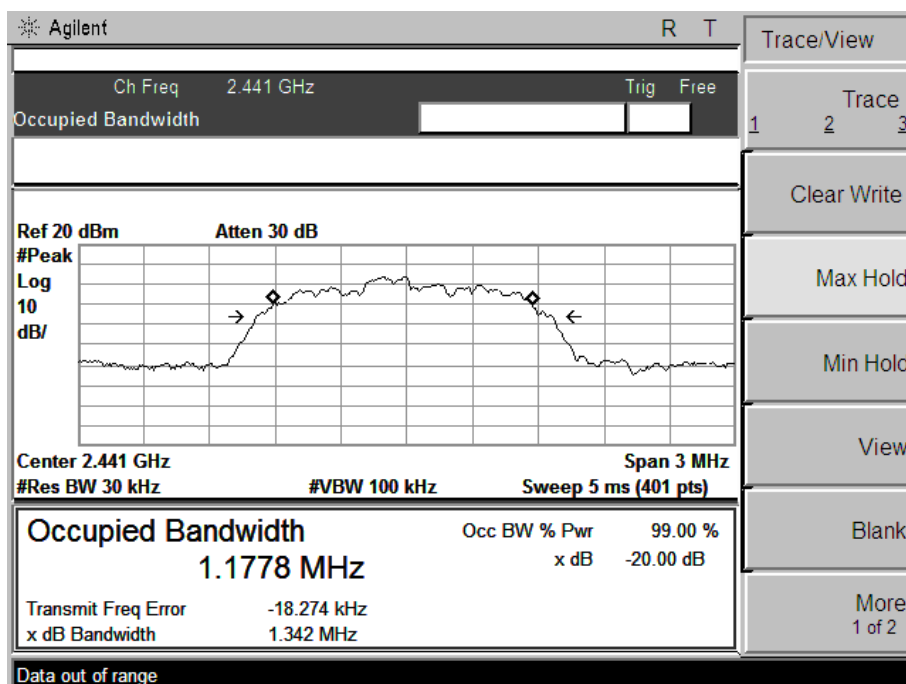 Agilent R T
Ch Freq 2.441 GHz Trig Free
Occupied Bandwidth
Ref 20 dBm Atten 30 dB
#Peak
Log
10
dB/
Center 2.441 GHz Span 3 MHz
#Res BW 30 kHz #VBW 100 kHz Sweep 5 ms (401 pts)
Occupied Bandwidth
1.1778 MHz
Occ BW % Pwr 99.00 %
x dB -20.00 dB
Transmit Freq Error -18.274 kHz
x dB Bandwidth 1.342 MHz
Data out of range
Trace/View
Trace
1 2 3
Clear Write
Max Hold
Min Hold
View
Blank
More
1 of 2